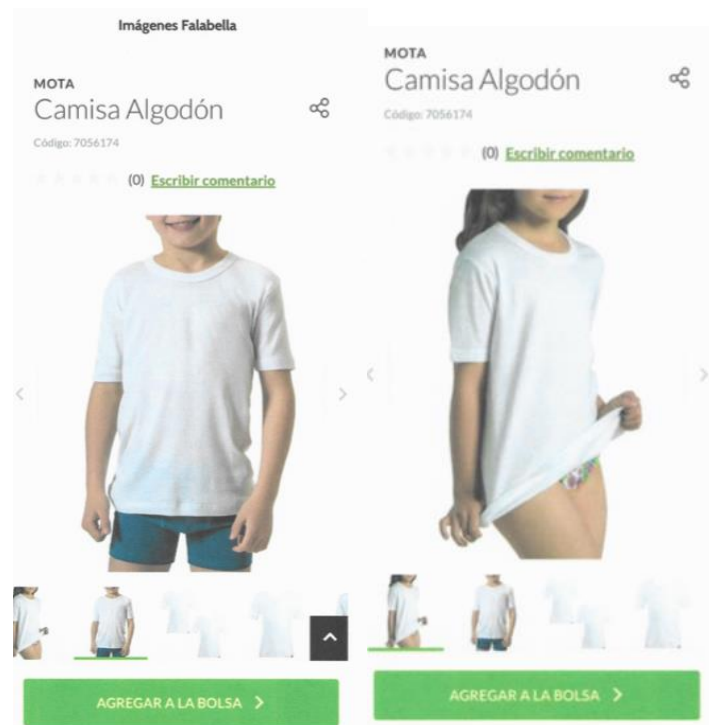 Imágenes Falabella
MOTA
Camisa Algodón
Código: 7056174
(0) Escribir comentario
AGREGAR A LA BOLSA
MOTA
Camisa Algodón
Código: 7056174
(0) Escribir comentario
AGREGAR A LA BOLSA